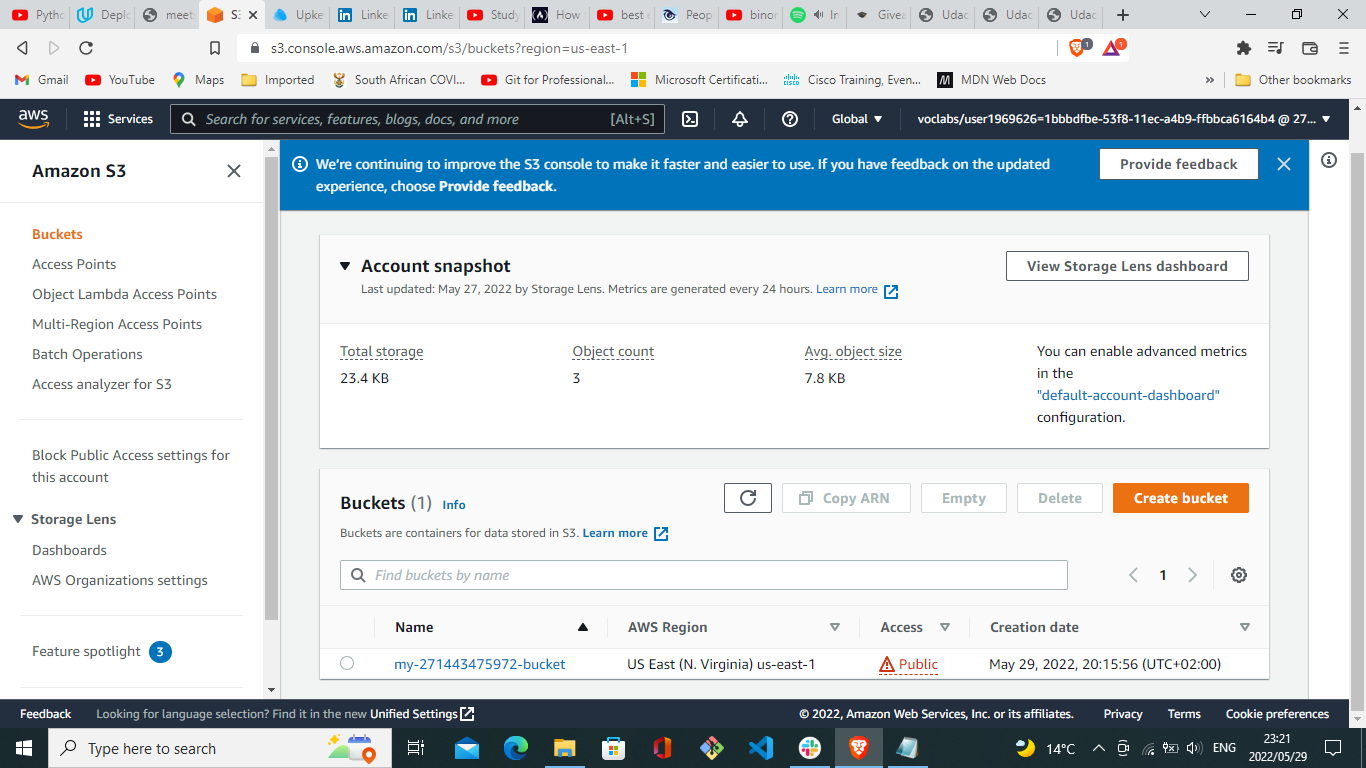 Pytho
Deplo
meet
S3
Upke
Linke
Linke
Study
How
best
Peop
binor
In
Givea
Udac
Udac
Udac
s3.console.aws.amazon.com/s3/buckets?region=us-east-1
1
1
Gmail
YouTube
Maps
Imported
South African COVI...
Git for Professional...
Microsoft Certificati...
Cisco Training, Even...
MDN Web Docs
»
Other bookmarks
aws
Services
Search for services, features, blogs, docs, and more
[Alt+S]
Global
voclabs/user1969626=1bbbdfbe-53f8-11ec-a4b9-ffbbca6164b4 @ 27...
Amazon S3
Buckets
Access Points
Object Lambda Access Points
Multi-Region Access Points
Batch Operations
Access analyzer for S3
Block Public Access settings for
this account
Storage Lens
Dashboards
AWS Organizations settings
Feature spotlight 3
We're continuing to improve the S3 console to make it faster and easier to use. If you have feedback on the updated
experience, choose Provide feedback.
Provide feedback
Account snapshot
Last updated: May 27, 2022 by Storage Lens. Metrics are generated every 24 hours. Learn more
View Storage Lens dashboard
Total storage
23.4 KB
Object count
3
Avg. object size
7.8 KB
You can enable advanced metrics
in the
"default-account-dashboard"
configuration.
Buckets (1) Info
Copy ARN
Empty
Delete
Create bucket
Buckets are containers for data stored in S3. Learn more
Find buckets by name
1
Name
AWS Region
Access
Creation date
my-271443475972-bucket
US East (N. Virginia) us-east-1
Public
May 29, 2022, 20:15:56 (UTC+02:00)
Feedback
Looking for language selection? Find it in the new Unified Settings
© 2022, Amazon Web Services, Inc. or its affiliates.
Privacy
Terms
Cookie preferences
Type here to search
14°C
ENG
23:21
2022/05/29